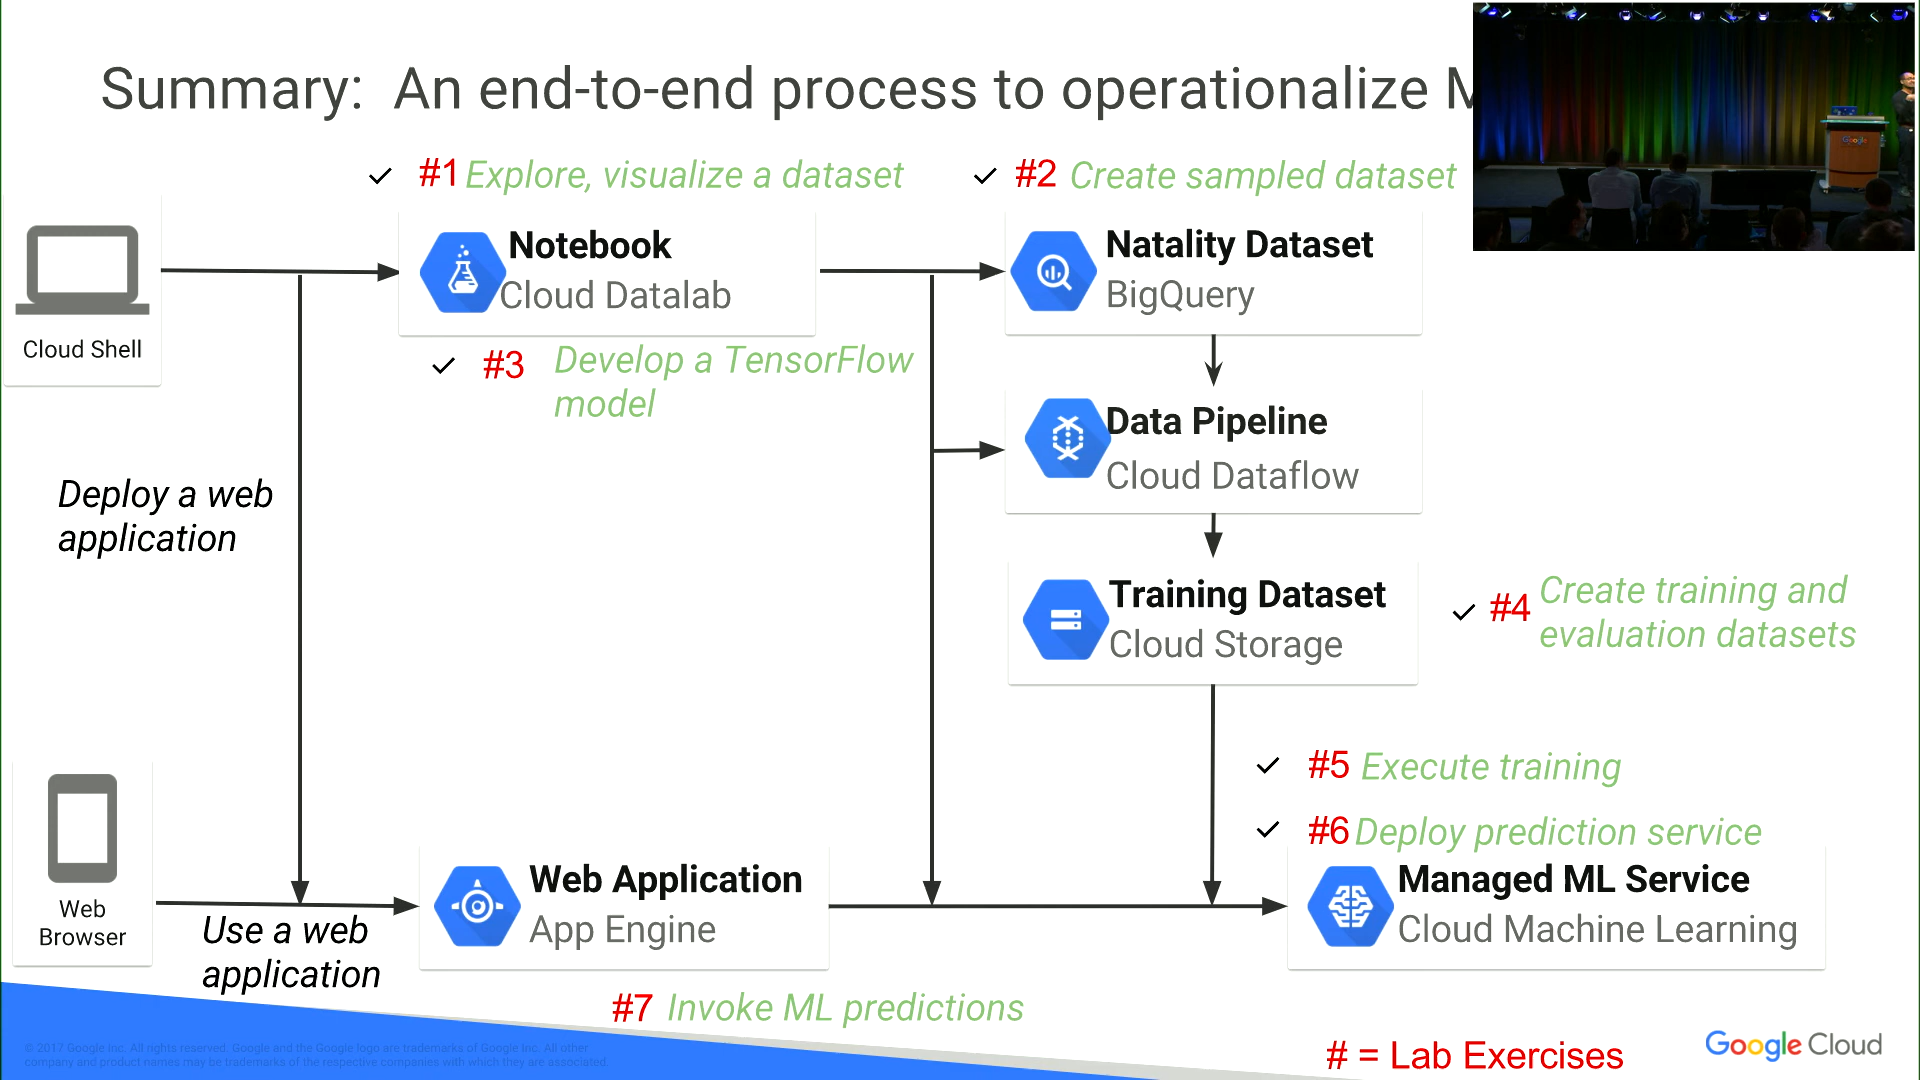 Summary: An end-to-end process to operationalize
#1 Explore, visualize a dataset
#2 Create sampled dataset
Cloud Shell
Notebook
Cloud Datalab
Natality Dataset
BigQuery
#3 Develop a TensorFlow
model
Data Pipeline
Cloud Dataflow
Deploy a web
application
Training Dataset
Cloud Storage
#4 Create training and
evaluation datasets
#5 Execute training
#6 Deploy prediction service
Web
Browser
Use a web
application
Web Application
App Engine
Managed ML Service
Cloud Machine Learning
#7 Invoke ML predictions
# = Lab Exercises
Google Cloud
© 2017 Google Inc. All rights reserved. Google and the Google logo are trademarks of Google Inc. All other
company and product names may be trademarks of the respective companies with which they are associated.
Google